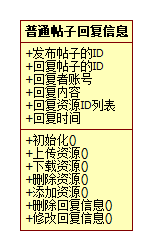 普通帖子回复信息
+发布帖子的ID
+回复帖子的ID
+回复者账号
+回复内容
+回复资源ID列表
+回复时间
+初始化()
+上传资源()
+下载资源()
+删除资源()
+添加资源()
+删除回复信息()
+修改回复信息()